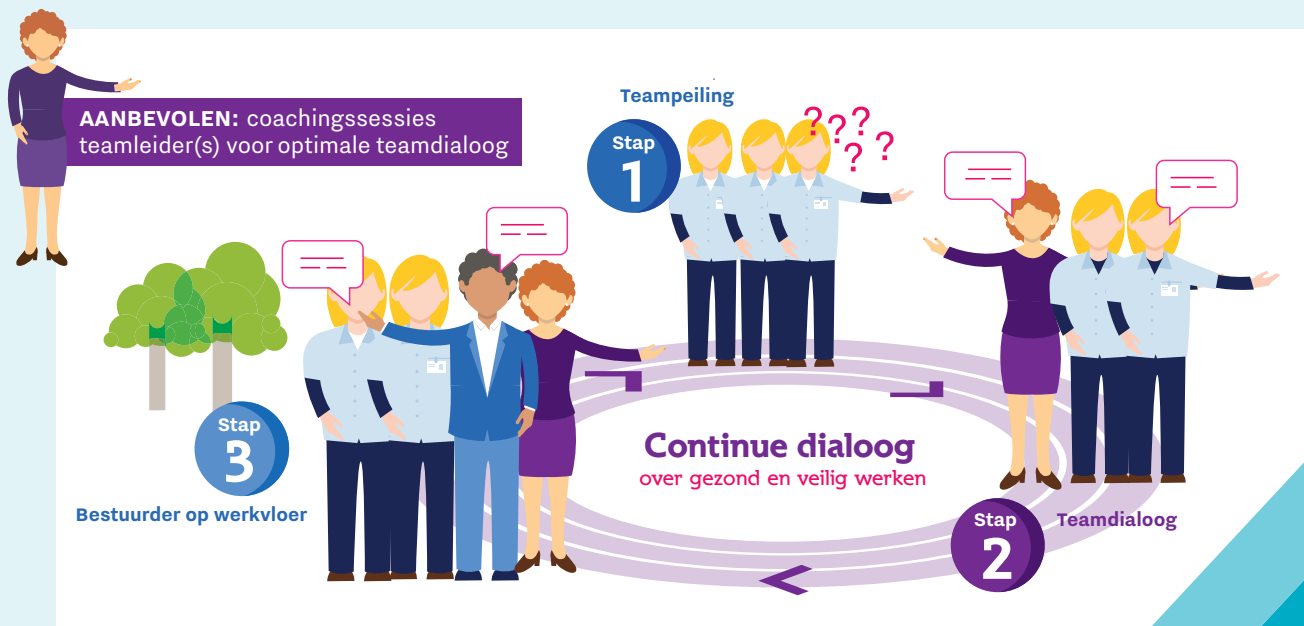 AANBEVOLEN: coachingssessies
teamleider(s) voor optimale teamdialoog
Teampeiling
Stap
1
? ? ? ? ?
Continue dialoog
over gezond en veilig werken
Stap
2
Teamdialoog
Stap
3
Bestuurder op werkvloer